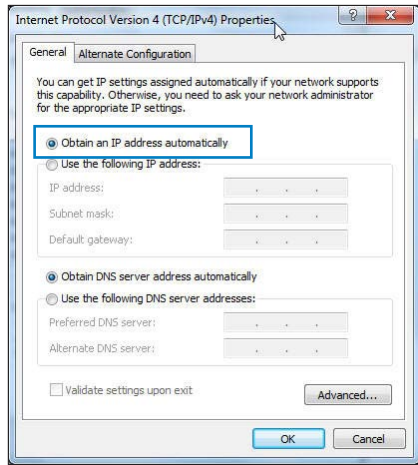 Internet Protocol Version 4 (TCP/IPv4) Properties
General
Alternate Configuration
You can get IP settings assigned automatically if your network supports
this capability. Otherwise, you need to ask your network administrator
for the appropriate IP settings.
Obtain an IP address automatically
Use the following IP address:
IP address:
Subnet mask:
Default gateway:
Obtain DNS server address automatically
Use the following DNS server addresses:
Preferred DNS server:
Alternate DNS server:
Validate settings upon exit
Advanced...
OK
Cancel